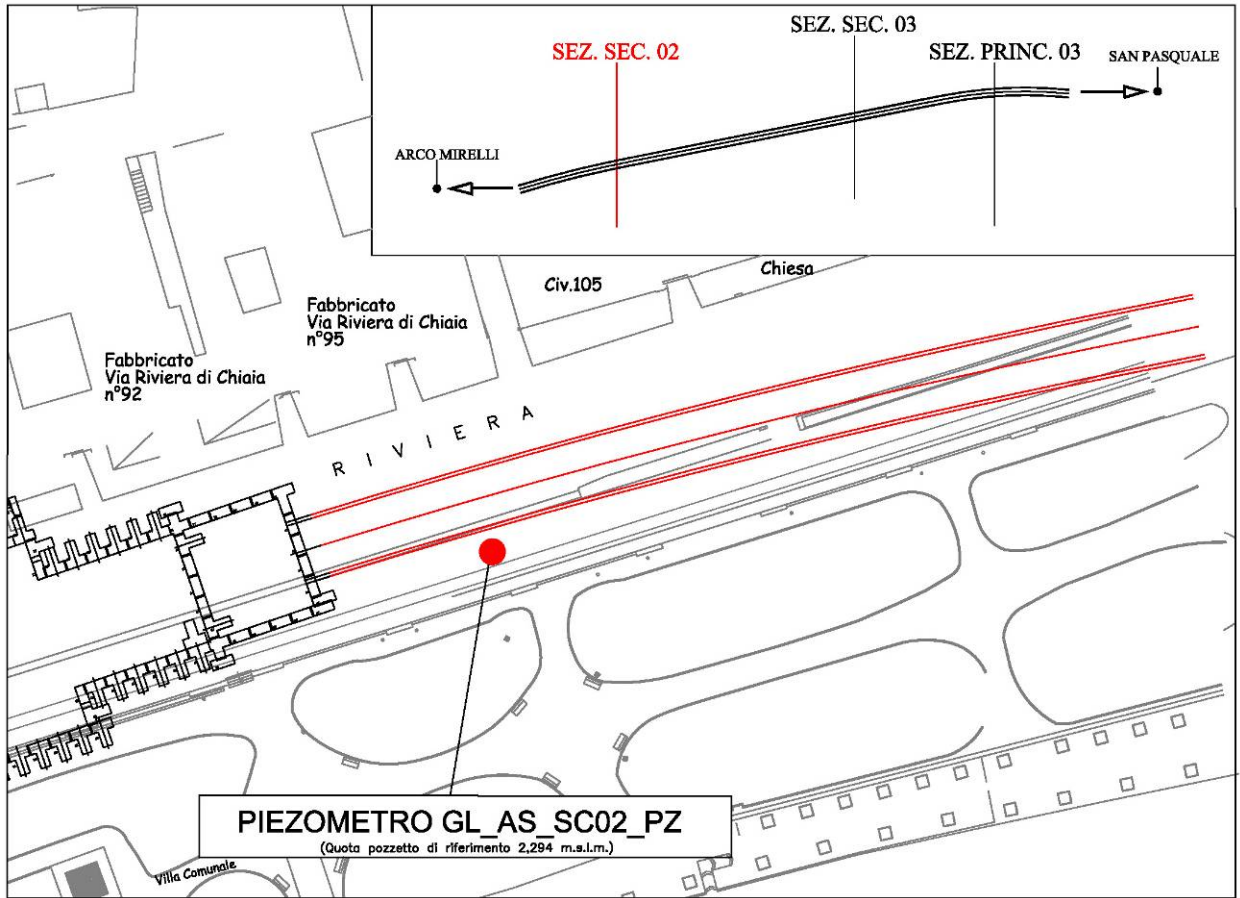 SEZ. SEC. 02
SEZ. SEC. 03
SEZ. PRINC. 03
SAN PASQUALE
ARCO MIRELLI
Chiesa
Civ.105
Fabbricato
Via Riviera di Chiaia
n°95
Fabbricato
Via Riviera di Chiaia
n°92
RIVIERA
PIEZOMETRO GL_AS_SC02_PZ
(Quota pozzetto di riferimento 2,294 m.s.l.m.)
Villa Comunale